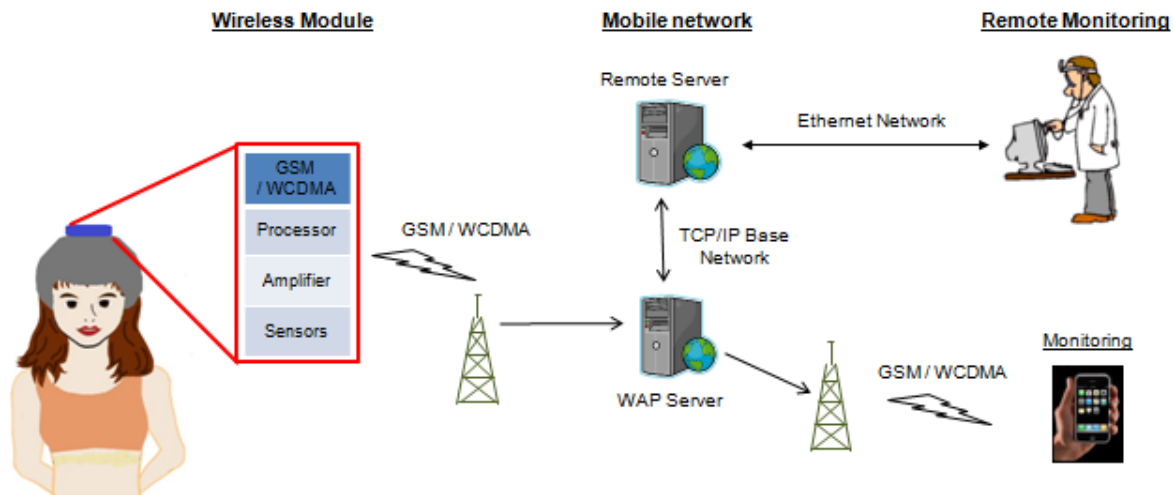 Wireless Module
Mobile network
Remote Monitoring
Remote Server
Ethernet Network
GSM
/ WCDMA
Processor
Amplifier
Sensors
GSM / WCDMA
TCP/IP Base
Network
WAP Server
GSM / WCDMA
Monitoring